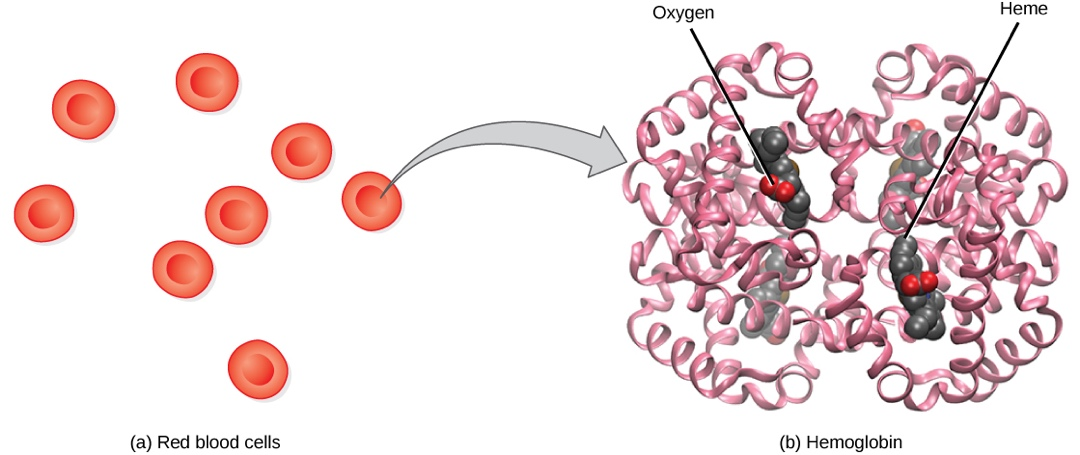 Oxygen
Heme
(a) Red blood cells
(b) Hemoglobin